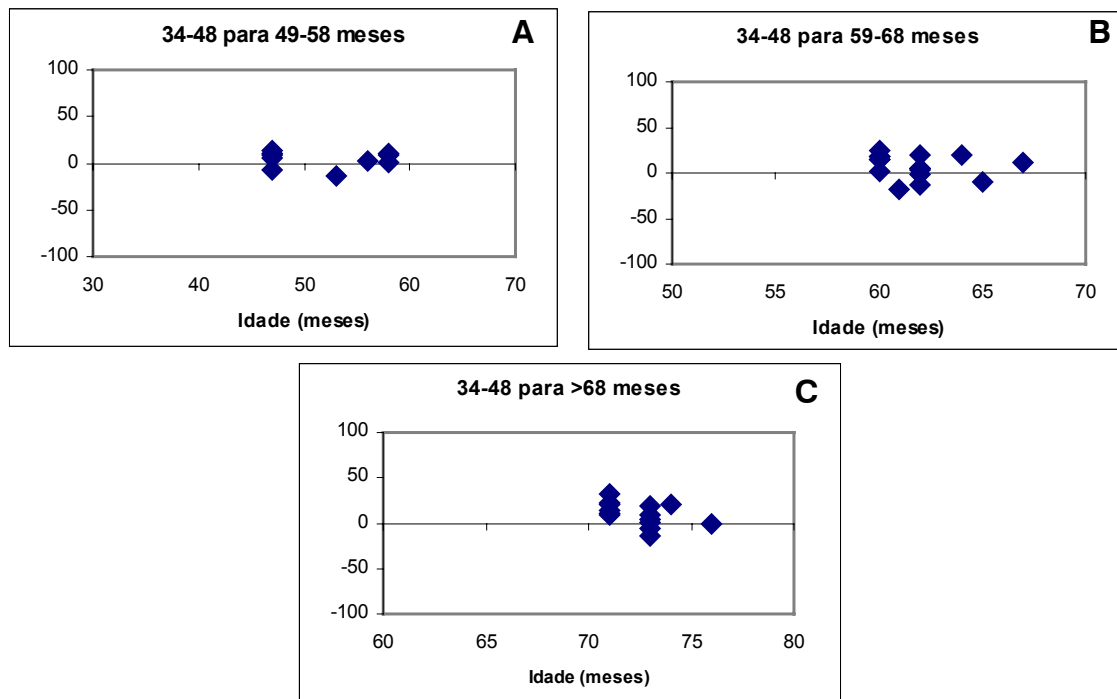 34-48 para 49-58 meses A
100
50
0
-50
-100
30 40 50 60 70
Idade (meses)
34-48 para 59-68 meses B
100
50
0
-50
-100
50 55 60 65 70
Idade (meses)
34-48 para >68 meses C
100
50
0
-50
-100
60 65 70 75 80
Idade (meses)